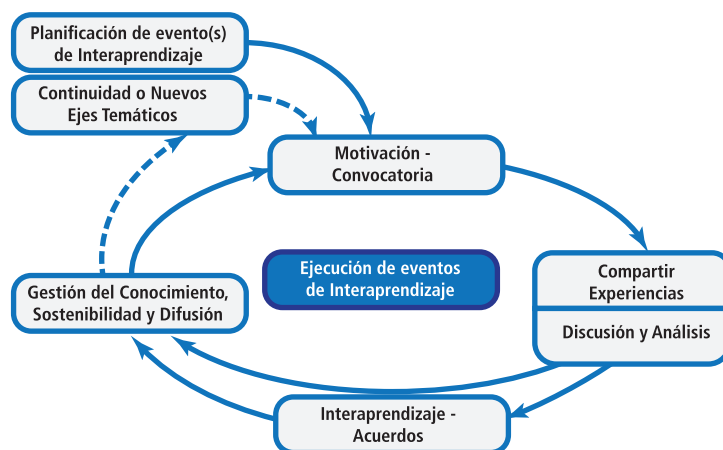 Planificación de evento(s)
de Interaprendizaje
Continuidad o Nuevos
Ejes Temáticos
Motivación -
Convocatoria
Ejecución de eventos
de Interaprendizaje
Compartir
Experiencias
Discusión y Análisis
Gestión del Conocimiento,
Sostenibilidad y Difusión
Interaprendizaje -
Acuerdos